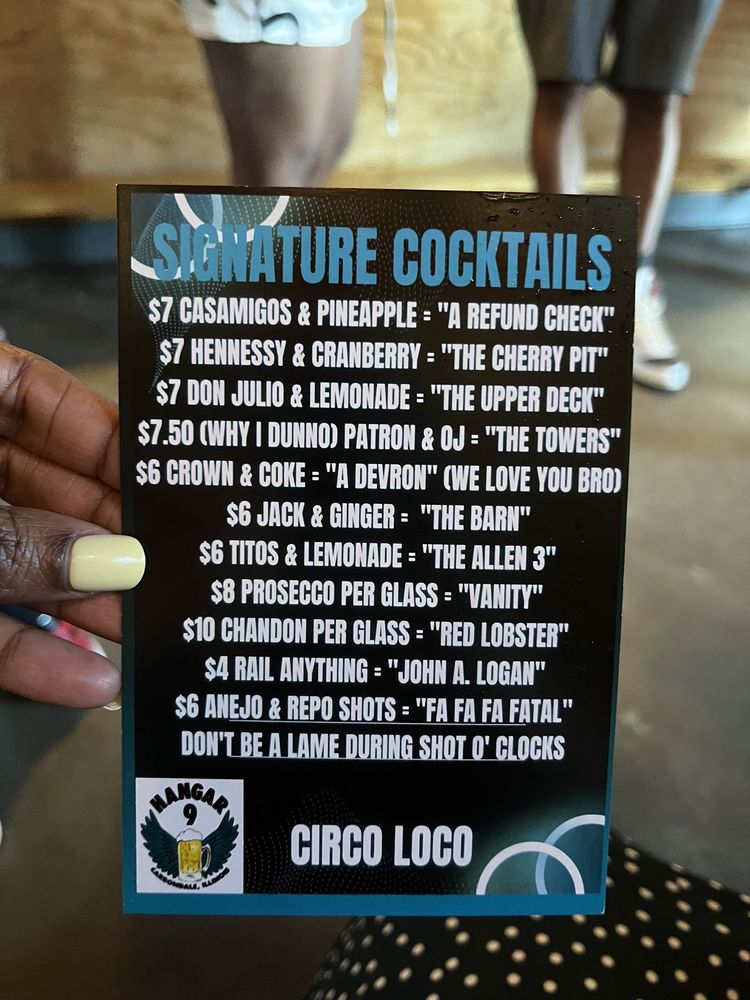 SIGNATURE COCKTAILS
$7 CASAMIGOS & PINEAPPLE = "A REFUND CHECK"
$7 HENNESSY & CRANBERRY = "THE CHERRY PIT"
$7 DON JULIO & LEMONADE = "THE UPPER DECK"
$7.50 (WHY I DUNNO) PATRON & OJ = "THE TOWERS"
$6 CROWN & COKE = "A DEVRON" (WE LOVE YOU BRO)
$6 JACK & GINGER = "THE BARN"
$6 TITOS & LEMONADE = "THE ALLEN 3"
$8 PROSECCO PER GLASS = "VANITY"
$10 CHANDON PER GLASS = "RED LOBSTER"
$4 RAIL ANYTHING = "JOHN A. LOGAN"
$6 ANEJO & REPO SHOTS = "FA FA FA FATAL"
DON'T BE A LAME DURING SHOT O' CLOCKS
HANGAR
9
CARBONDALE, ILLINOIS
CIRCO LOCO